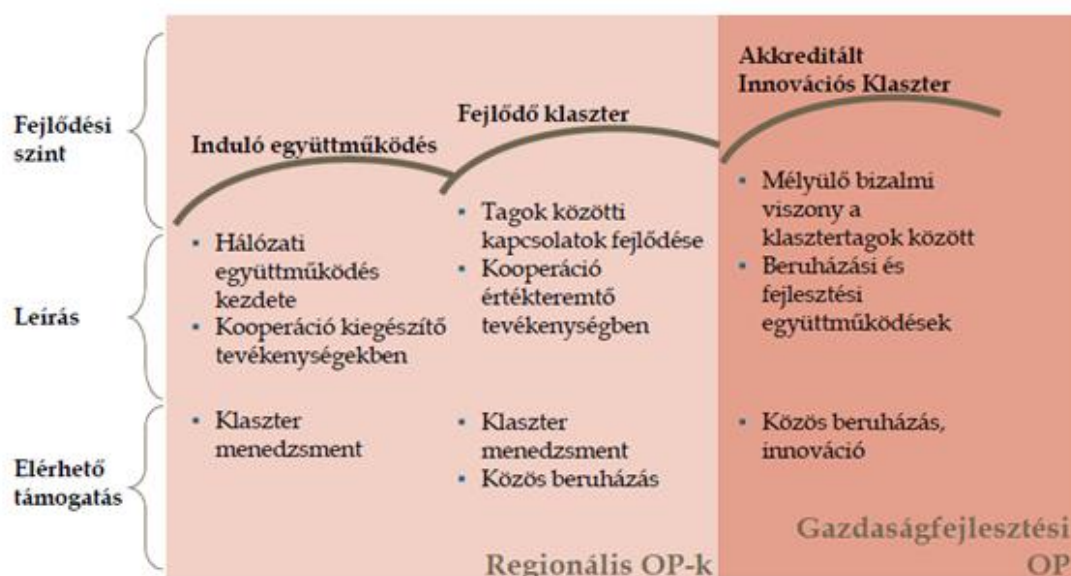 Fejlődési
szint
Induló együttműködés
Fejlődő klaszter
Akkreditált
Innovációs Klaszter
Leírás
▪ Hálózati
együttműködés
kezdete
▪ Kooperáció kiegészítő
tevékenységekben
▪ Tagok közötti
kapcsolatok fejlődése
▪ Kooperáció
értékteremtő
tevékenységben
▪ Mélyülő bizalmi
viszony a
klasztertagok között
▪ Beruházási és
fejlesztési
együttműködések
Elérhető
támogatás
▪ Klaszter
menedzsment
▪ Klaszter
menedzsment
▪ Közös beruházás
▪ Közös beruházás,
innováció
Regionális OP-k
Gazdaságfejlesztési
OP